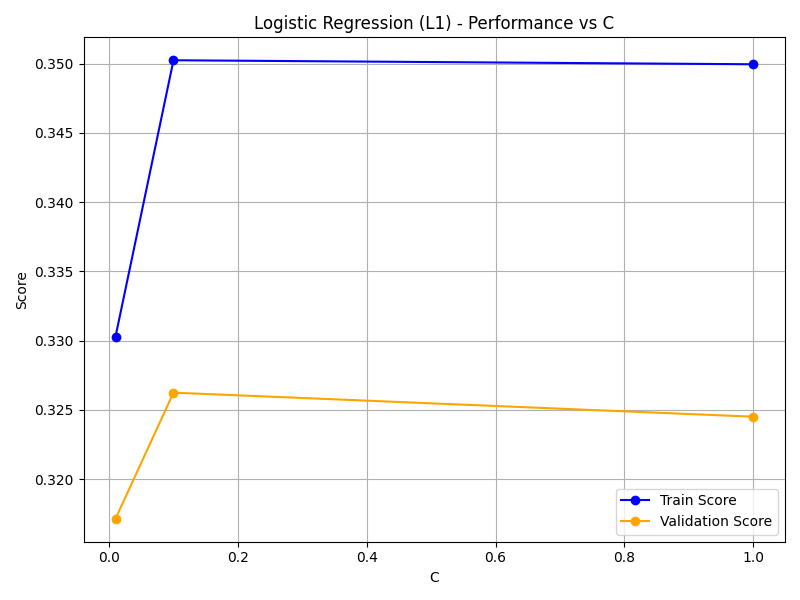 Logistic Regression (L1) - Performance vs C
0.350
0.345
0.340
0.335
0.330
0.325
0.320
Score
Train Score
Validation Score
0.0 0.2 0.4 0.6 0.8 1.0
C